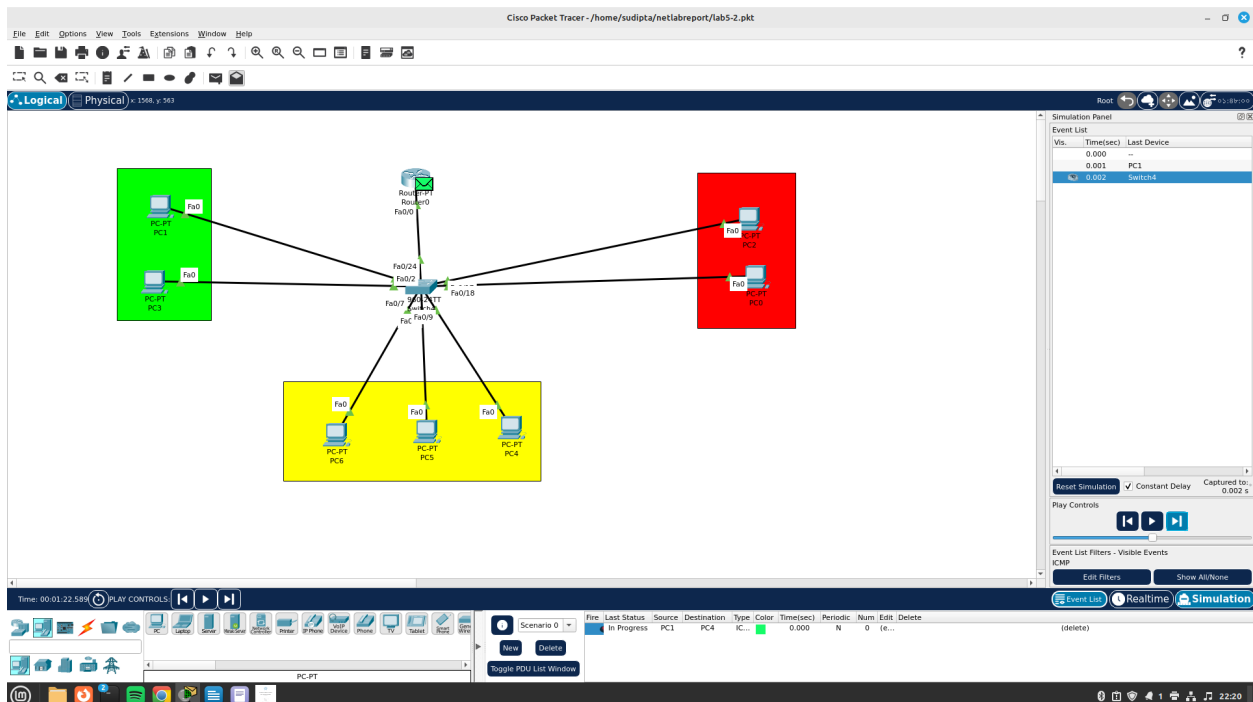 Cisco Packet Tracer - /home/sudipta/netlabreport/lab5-2.pkt
File Edit Options View Tools Extensions Window Help
?
Logical Physical x: 1568, y: 563
Root
Simulation Panel
Event List
Vis. Time(sec) Last Device
0.000 --
0.001 PC1
0.002 Switch4
Router-PT
Router0
Fa0/0
Fa0
PC-PT
PC1
Fa0
PC-PT
PC2
Fa0/24
Fa0/2
Fa0
PC-PT
PC3
Fa0
PC-PT
PC0
Fa0/18
Fa0/7
Fa0/9
Fa0
PC-PT
PC6
Fa0
PC-PT
PC5
Fa0
PC-PT
PC4
Reset Simulation Constant Delay Captured to:
0.002 s
Play Controls
Event List Filters - Visible Events
ICMP
Edit Filters Show All/None
Time: 00:01:22.589 PLAY CONTROLS:
Event List Realtime Simulation
PC Laptop Server Printer IP Phone VoIP Device Phone TV Tablet
PC-PT
Scenario 0
New Delete
Toggle PDU List Window
Fire Last Status Source Destination Type Color Time(sec) Periodic Num Edit Delete
In Progress PC1 PC4 IC... 0.000 N 0 (e... (delete)
2
1 22:20